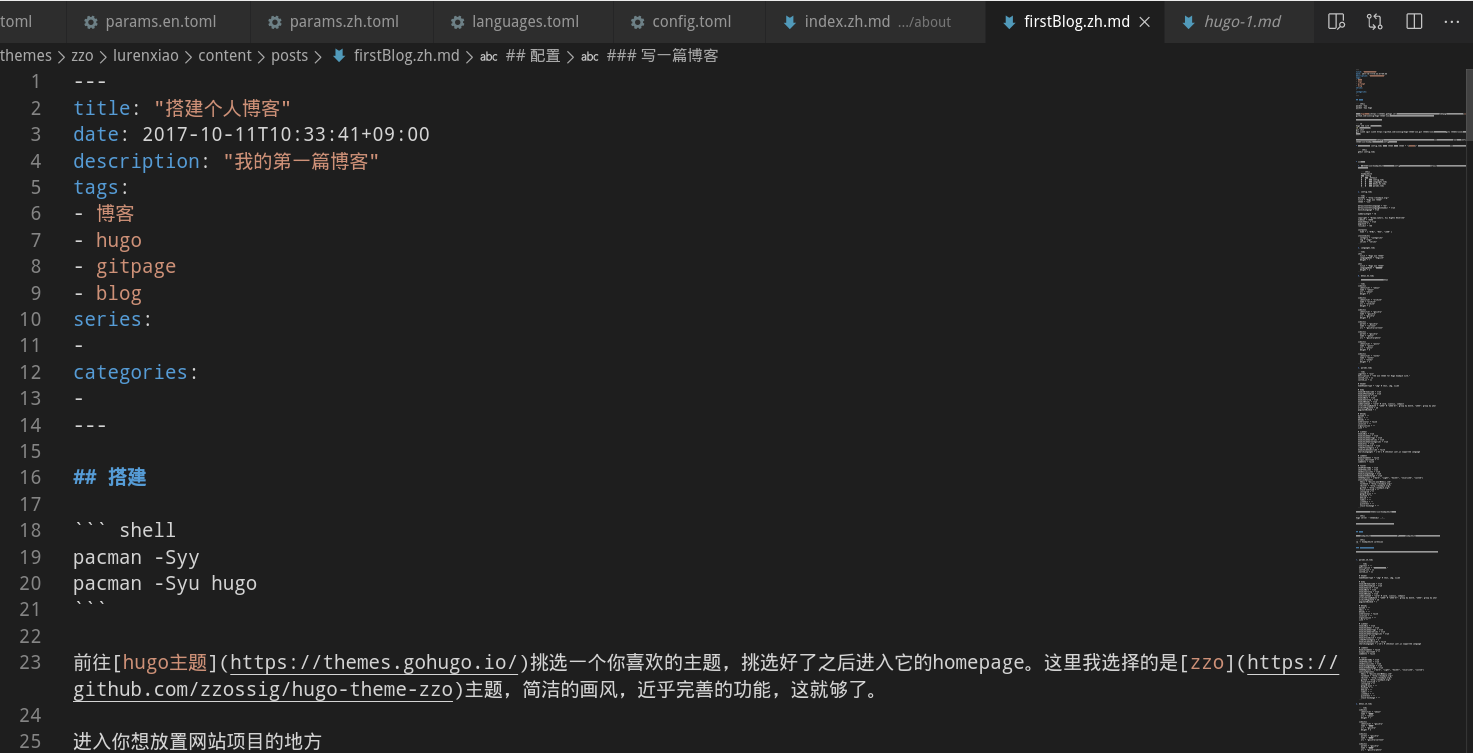 toml params.en.toml params.zh.toml languages.toml config.toml index.zh.md .../about firstBlog.zh.md hugo-1.md
themes > zzo > lurenxiao > content > posts > firstBlog.zh.md > abc ## 配置 > abc ### 写一篇博客
1 ---
2 title: "搭建个人博客"
3 date: 2017-10-11T10:33:41+09:00
4 description: "我的第一篇博客"
5 tags:
6 - 博客
7 - hugo
8 - gitpage
9 - blog
10 series:
11 -
12 categories:
13 -
14 ---
15
16 ## 搭建
17
18 ``` shell
19 pacman -Syy
20 pacman -Syu hugo
21 ```
22
23 前往[hugo主题](https://themes.gohugo.io/)挑选一个你喜欢的主题，挑选好了之后进入它的homepage。这里我选择的是[zzo](https://
github.com/zzossig/hugo-theme-zzo)主题，简洁的画风，近乎完善的功能，这就够了。
24
25 进入你想放置网站项目的地方